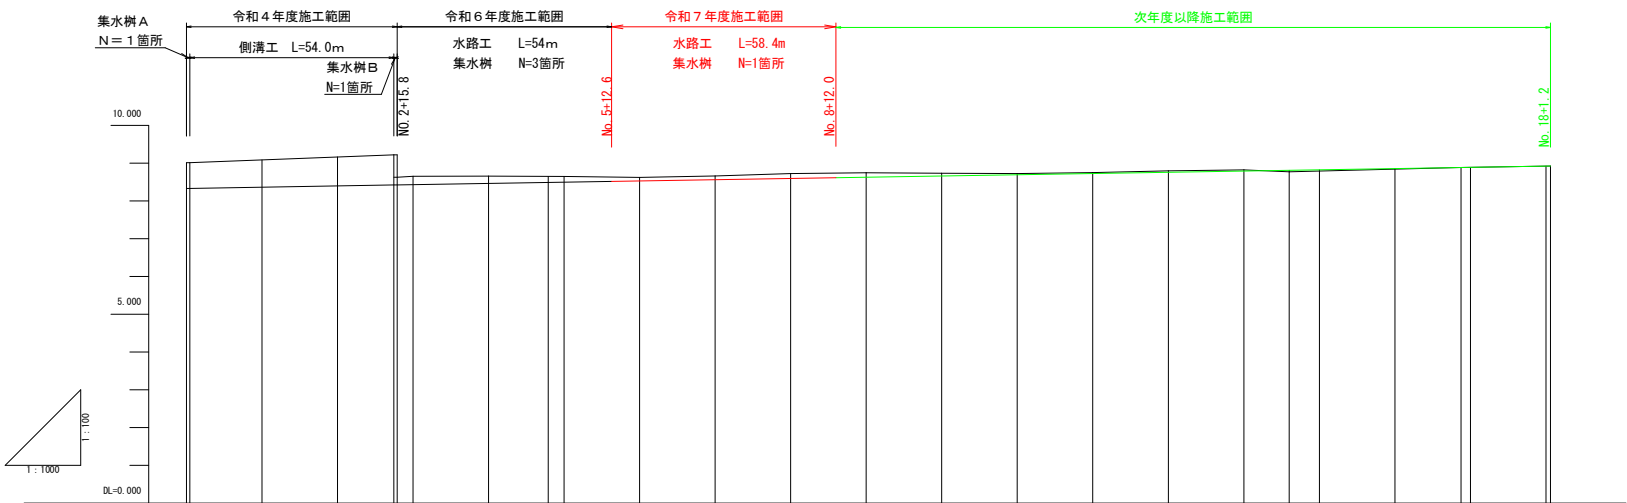 集水桝Ａ
Ｎ＝１箇所
令和４年度施工範囲
側溝工　L=54.0ｍ
集水桝Ｂ
N=1箇所
NO.2+15.8
令和６年度施工範囲
水路工　L=54ｍ
集水桝　N=3箇所
No.5+12.6
令和７年度施工範囲
水路工　L=58.4m
集水桝　N=1箇所
No.8+12.0
次年度以降施工範囲
No.18+1.2
10.000
5.000
1：100
1：1000
DL=0.000